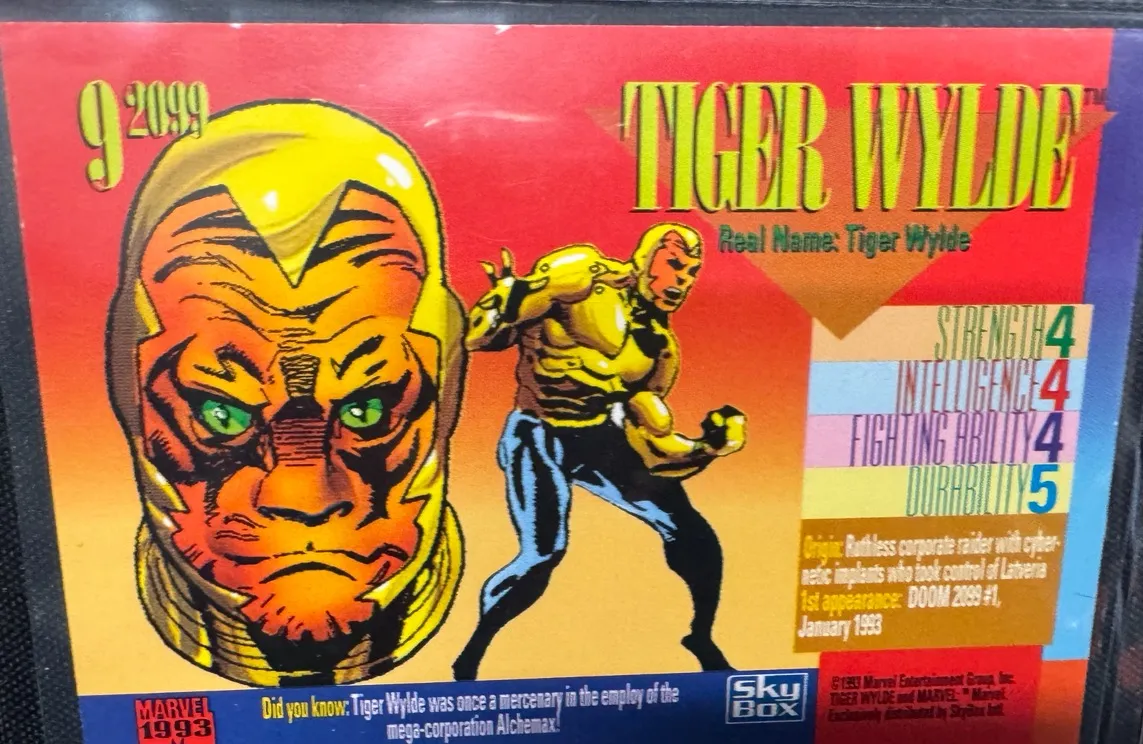 9 2099
TIGER WYLDE™
Real Name: Tiger Wylde
STRENGTH 4
INTELLIGENCE 4
FIGHTING ABILITY 4
DURABILITY 5
Origin: Ruthless corporate raider with cyber-
netic implants who took control of Latveria
1st appearance: DOOM 2099 #1,
January 1993
Did you know: Tiger Wylde was once a mercenary in the employ of the
mega-corporation Alchemax!
MARVEL
1993
Sky
Box
©1993 Marvel Entertainment Group, Inc.
TIGER WYLDE and MARVEL: ™ Marvel.
Exclusively distributed by SkyBox Intl.